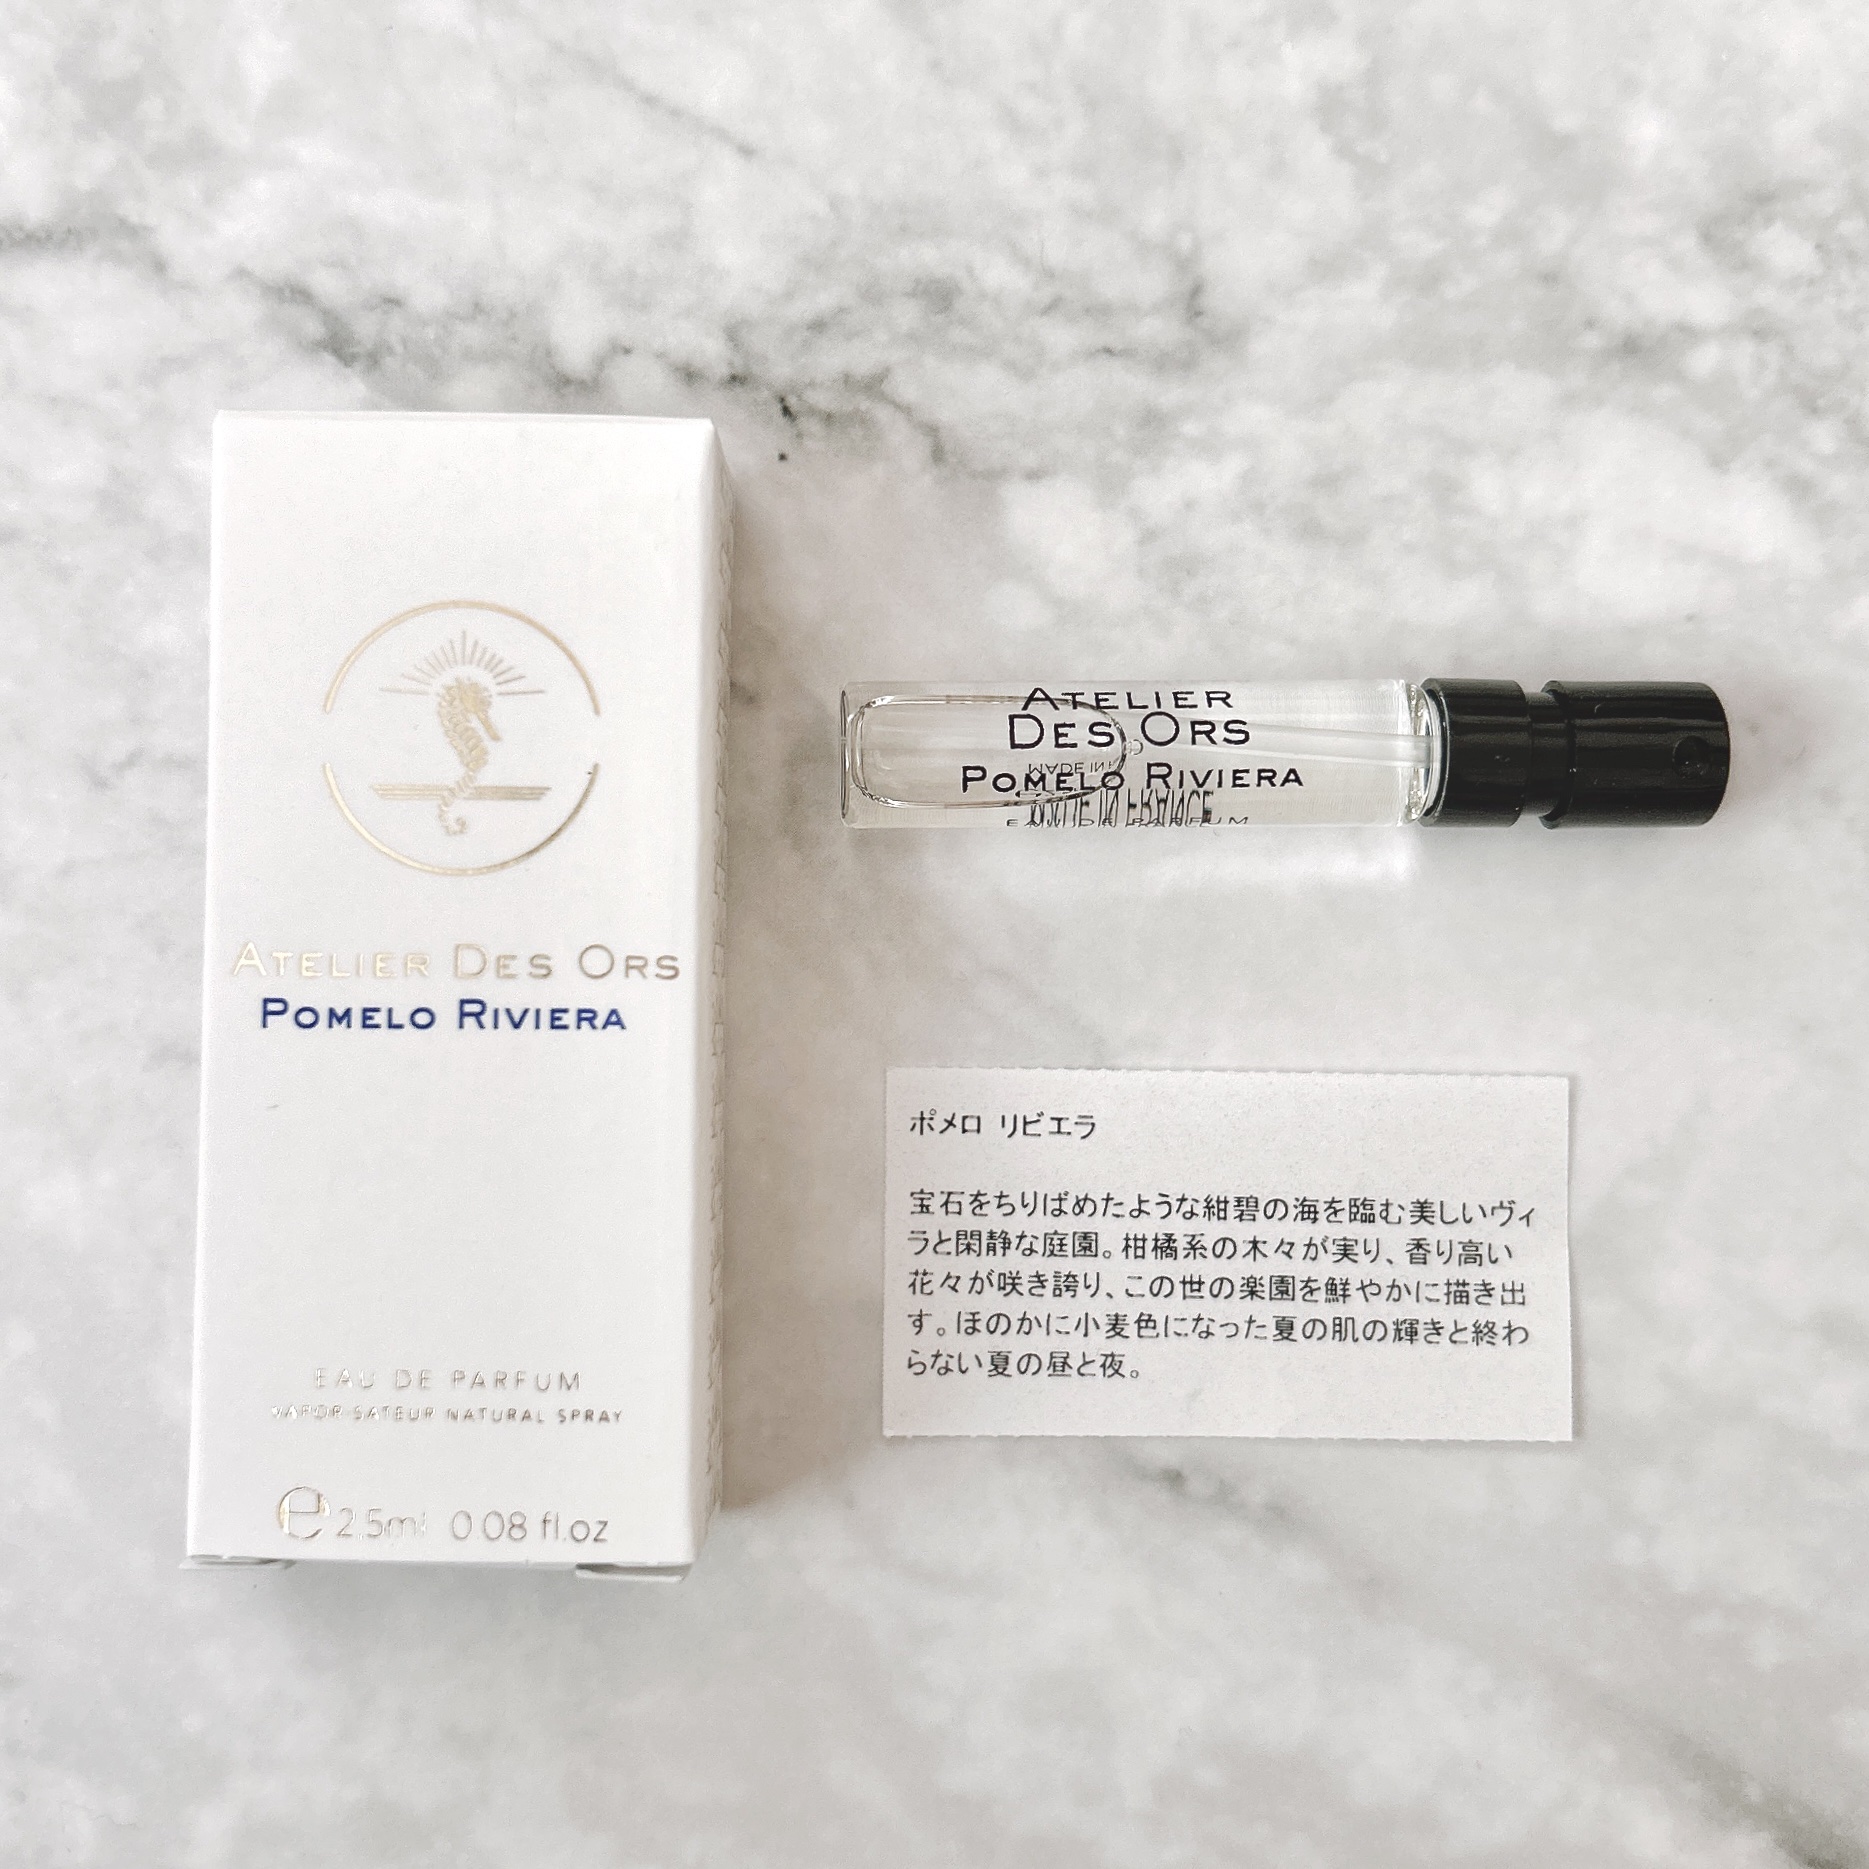 ATELIER DES ORS
POMELO RIVIERA
EAU DE PARFUM
VAPORISATEUR NATURAL SPRAY
e 2.5ml 0.08 fl.oz
ATELIER
DES ORS
POMELO RIVIERA
EAU DE PARFUM
MADE IN FRANCE
ポメロ リビエラ
宝石をちりばめたような紺碧の海を臨む美しいヴィ
ラと閑静な庭園。柑橘系の木々が実り、香り高い
花々が咲き誇り、この世の楽園を鮮やかに描き出
す。ほのかに小麦色になった夏の肌の輝きと終わ
らない夏の昼と夜。